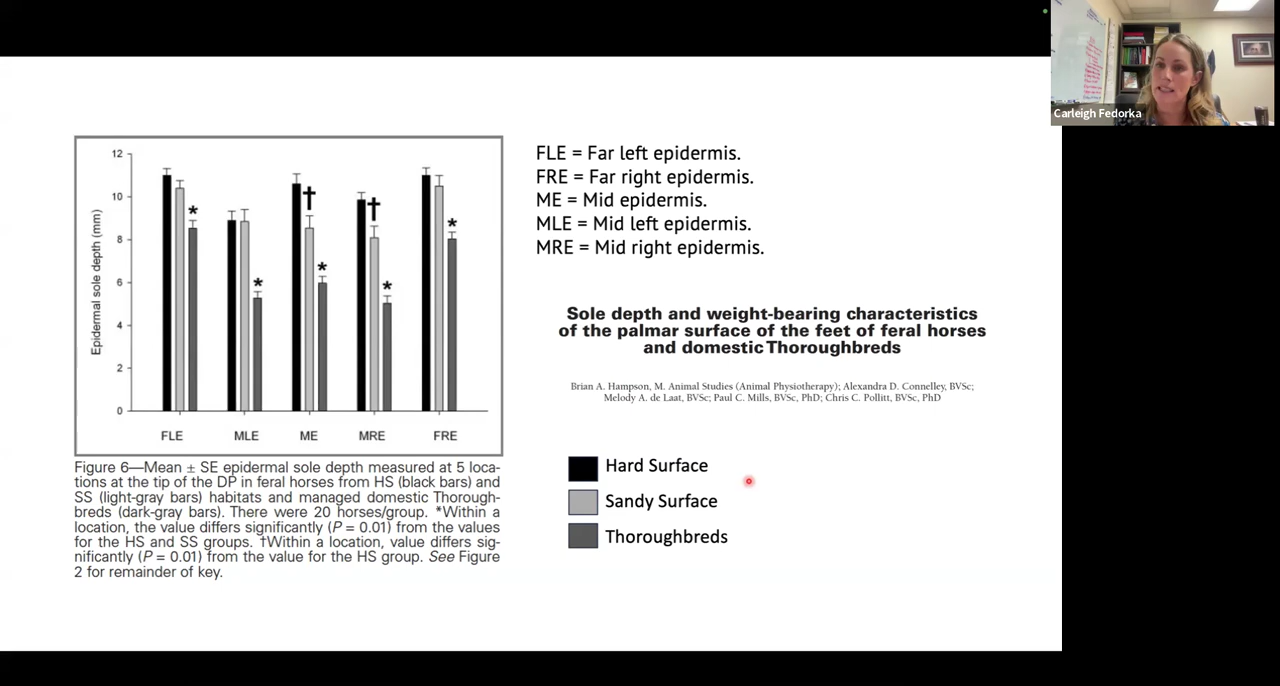 Carleigh Fedorka
Epidermal sole depth (mm)
12
10
8
6
4
2
0
*
*
†
*
†
*
*
FLE MLE ME MRE FRE
Figure 6—Mean ± SE epidermal sole depth measured at 5 loca-
tions at the tip of the DP in feral horses from HS (black bars) and
SS (light-gray bars) habitats and managed domestic Thorough-
breds (dark-gray bars). There were 20 horses/group. *Within a
location, the value differs significantly (P = 0.01) from the values
for the HS and SS groups. †Within a location, value differs sig-
nificantly (P = 0.01) from the value for the HS group. See Figure
2 for remainder of key.
FLE = Far left epidermis.
FRE = Far right epidermis.
ME = Mid epidermis.
MLE = Mid left epidermis.
MRE = Mid right epidermis.
Sole depth and weight-bearing characteristics
of the palmar surface of the feet of feral horses
and domestic Thoroughbreds
Brian A. Hampson, M. Animal Studies (Animal Physiotherapy); Alexandra D. Connelley, BVSc;
Melody A. de Laat, BVSc; Paul C. Mills, BVSc, PhD; Chris C. Pollitt, BVSc, PhD
Hard Surface
Sandy Surface
Thoroughbreds